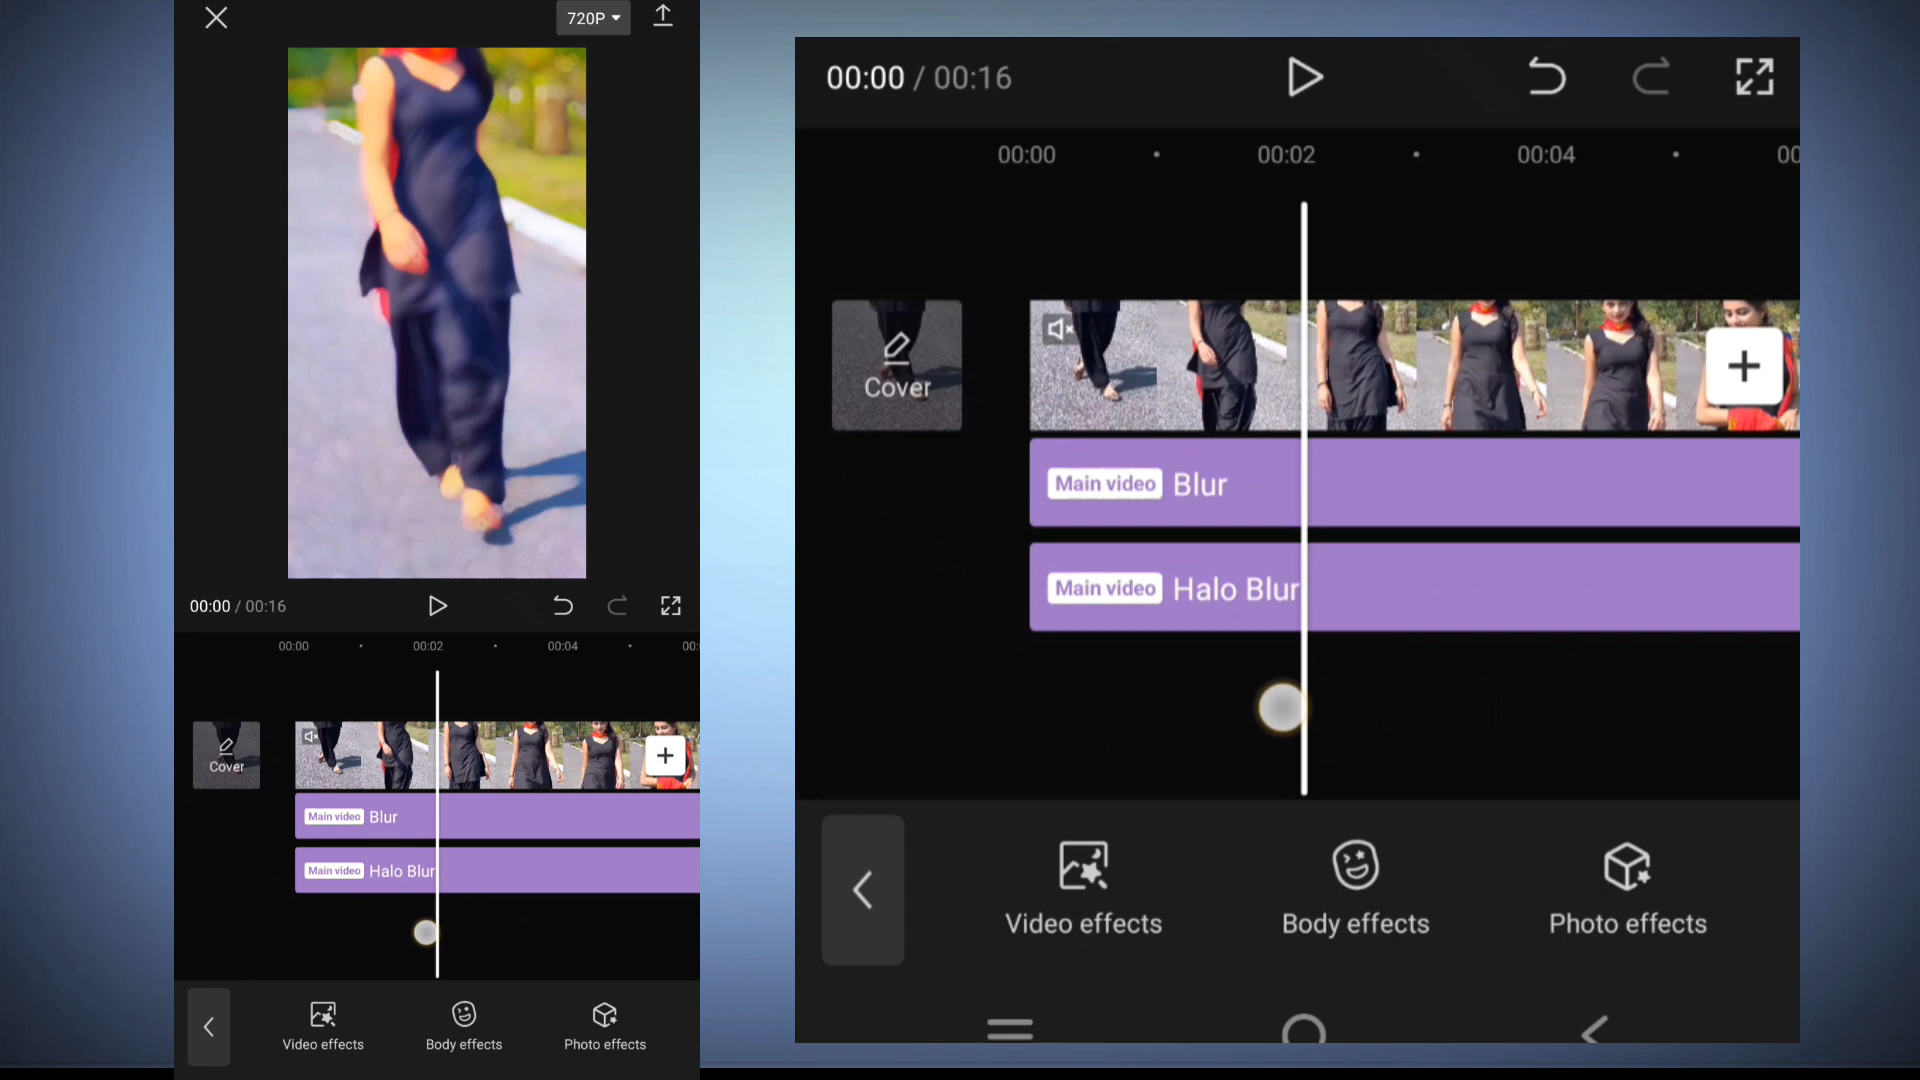 720P
00:00 / 00:16
00:00
00:02
00:04
00:
Cover
Main video Blur
Main video Halo Blur
Video effects
Body effects
Photo effects
00:00 / 00:16
00:00
00:02
00:04
00
Cover
Main video Blur
Main video Halo Blur
Video effects
Body effects
Photo effects